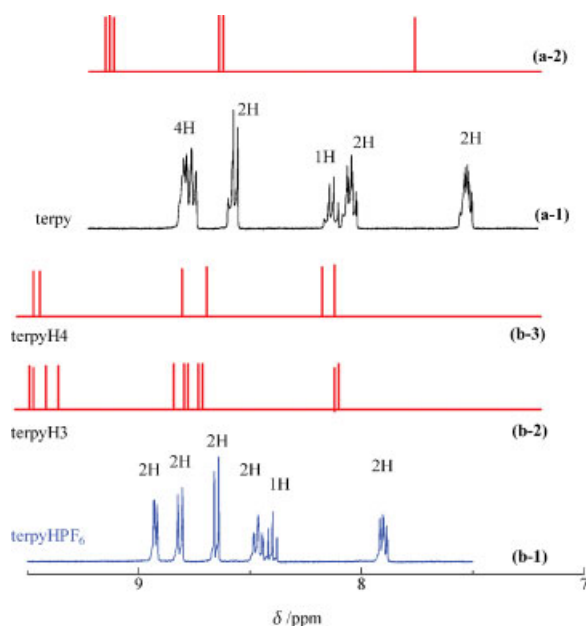 (a-2)
4H
2H
1H
2H
2H
terpy
(a-1)
terpyH4
(b-3)
terpyH3
(b-2)
2H
2H
2H
2H
1H
2H
terpyHPF₆
(b-1)
9
8
7
δ /ppm